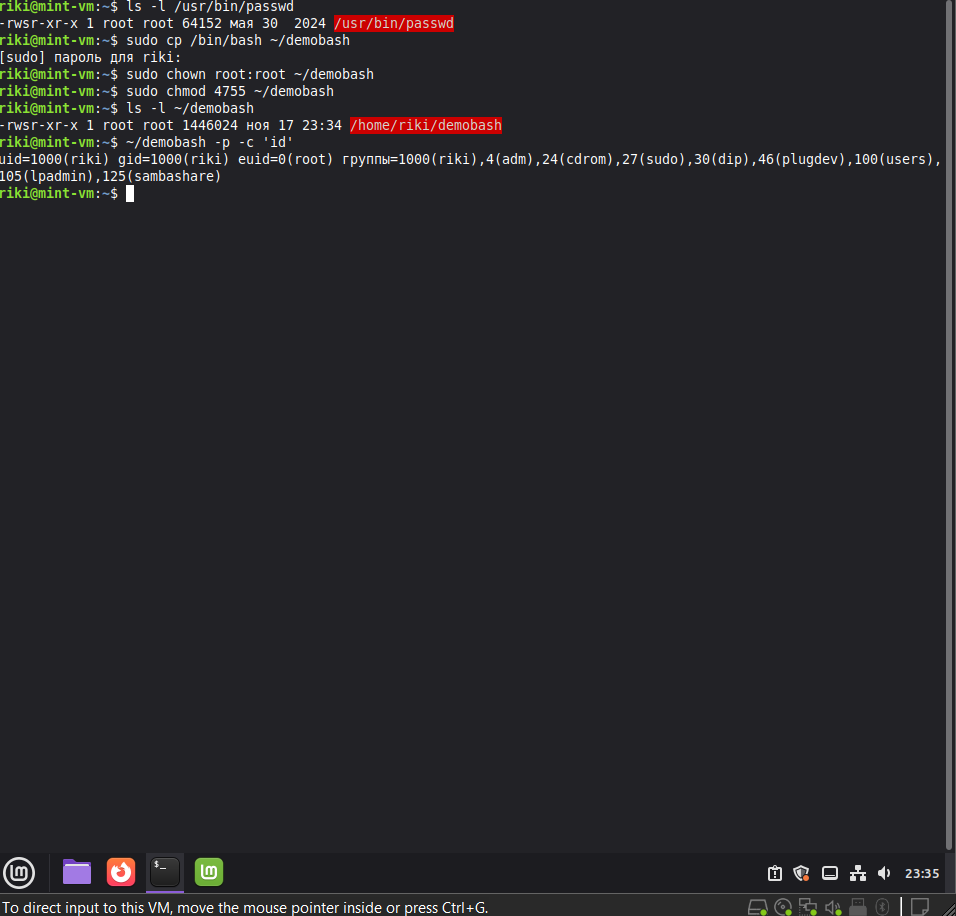 riki@mint-vm:~$ ls -l /usr/bin/passwd
-rwsr-xr-x 1 root root 64152 мая 30  2024 /usr/bin/passwd
riki@mint-vm:~$ sudo cp /bin/bash ~/demobash
[sudo] пароль для riki:
riki@mint-vm:~$ sudo chown root:root ~/demobash
riki@mint-vm:~$ sudo chmod 4755 ~/demobash
riki@mint-vm:~$ ls -l ~/demobash
-rwsr-xr-x 1 root root 1446024 ноя 17 23:34 /home/riki/demobash
riki@mint-vm:~$ ~/demobash -p -c 'id'
uid=1000(riki) gid=1000(riki) euid=0(root) группы=1000(riki),4(adm),24(cdrom),27(sudo),30(dip),46(plugdev),100(users),
105(lpadmin),125(sambashare)
riki@mint-vm:~$
23:35
To direct input to this VM, move the mouse pointer inside or press Ctrl+G.